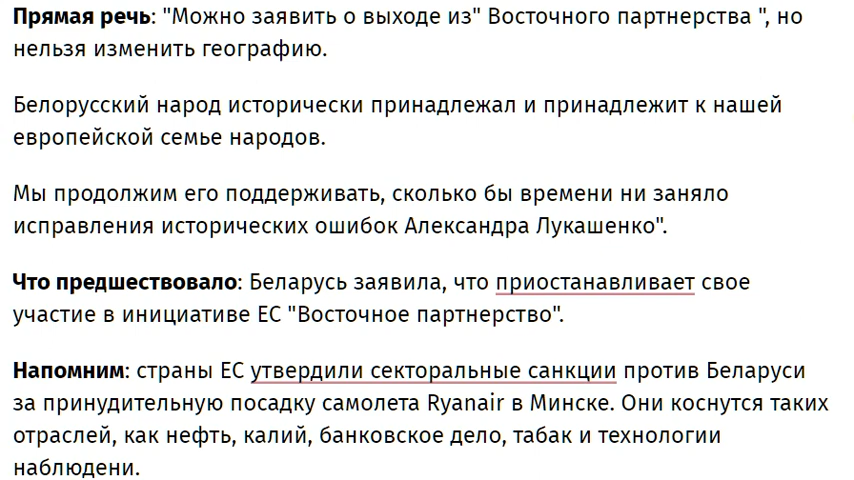 Прямая речь: "Можно заявить о выходе из" Восточного партнерства ", но
нельзя изменить географию.
Белорусский народ исторически принадлежал и принадлежит к нашей
европейской семье народов.
Мы продолжим его поддерживать, сколько бы времени ни заняло
исправления исторических ошибок Александра Лукашенко".
Что предшествовало: Беларусь заявила, что приостанавливает свое
участие в инициативе ЕС "Восточное партнерство".
Напомним: страны ЕС утвердили секторальные санкции против Беларуси
за принудительную посадку самолета Ryanair в Минске. Они коснутся таких
отраслей, как нефть, калий, банковское дело, табак и технологии
наблюдени.